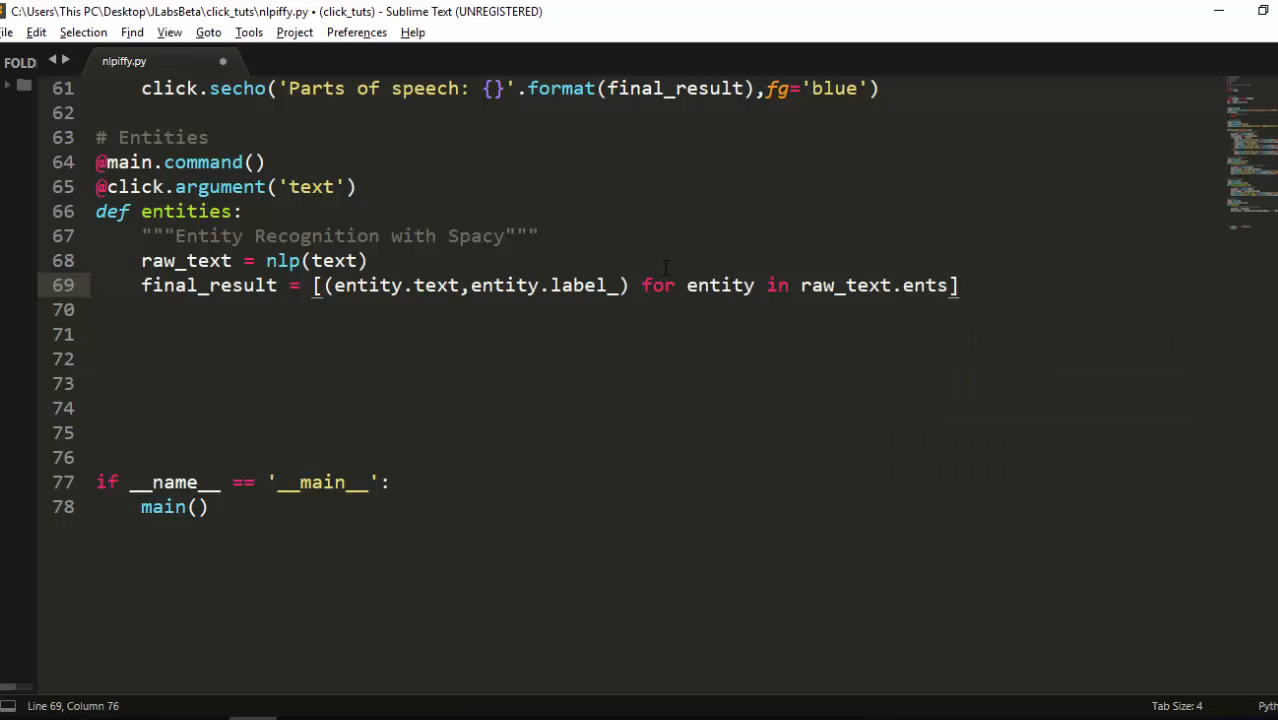 C:\Users\This PC\Desktop\JLabsBeta\click_tuts\nlpiffy.py • (click_tuts) - Sublime Text (UNREGISTERED)
ile Edit Selection Find View Goto Tools Project Preferences Help
FOLD
nlpiffy.py
61 click.secho('Parts of speech: {}'.format(final_result),fg='blue')
62
63 # Entities
64 @main.command()
65 @click.argument('text')
66 def entities:
67 """Entity Recognition with Spacy"""
68 raw_text = nlp(text)
69 final_result = [(entity.text,entity.label_) for entity in raw_text.ents]
70
71
72
73
74
75
76
77 if __name__ == '__main__':
78 main()
Line 69, Column 76
Tab Size: 4
Pyth